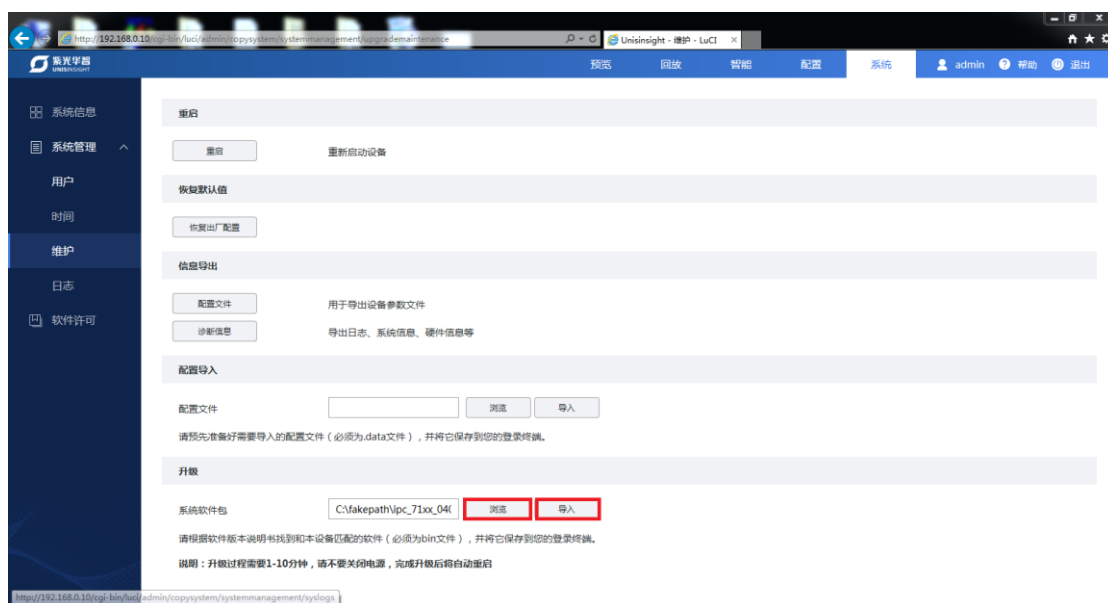 http://192.168.0.10/cgi-bin/luci/admin/copysystem/systemmanagement/upgrademaintenance
Unisinsight - 维护 - LuCI
紫光华智
UNISINSIGHT
预览 回放 智能 配置 系统 admin 帮助 退出
系统信息
系统管理
用户
时间
维护
日志
软件许可
重启
重启 重新启动设备
恢复默认值
恢复出厂配置
信息导出
配置文件 用于导出设备参数文件
诊断信息 导出日志、系统信息、硬件信息等
配置导入
配置文件 浏览 导入
请预先准备好需要导入的配置文件（必须为.data文件），并将它保存到您的登录终端。
升级
系统软件包 C:\fakepath\ipc_71xx_04( 浏览 导入
请根据软件版本说明书找到和本设备匹配的软件（必须为bin文件），并将它保存到您的登录终端。
说明：升级过程需要1-10分钟，请不要关闭电源，完成升级后将自动重启
http://192.168.0.10/cgi-bin/luci/admin/copysystem/systemmanagement/syslogs